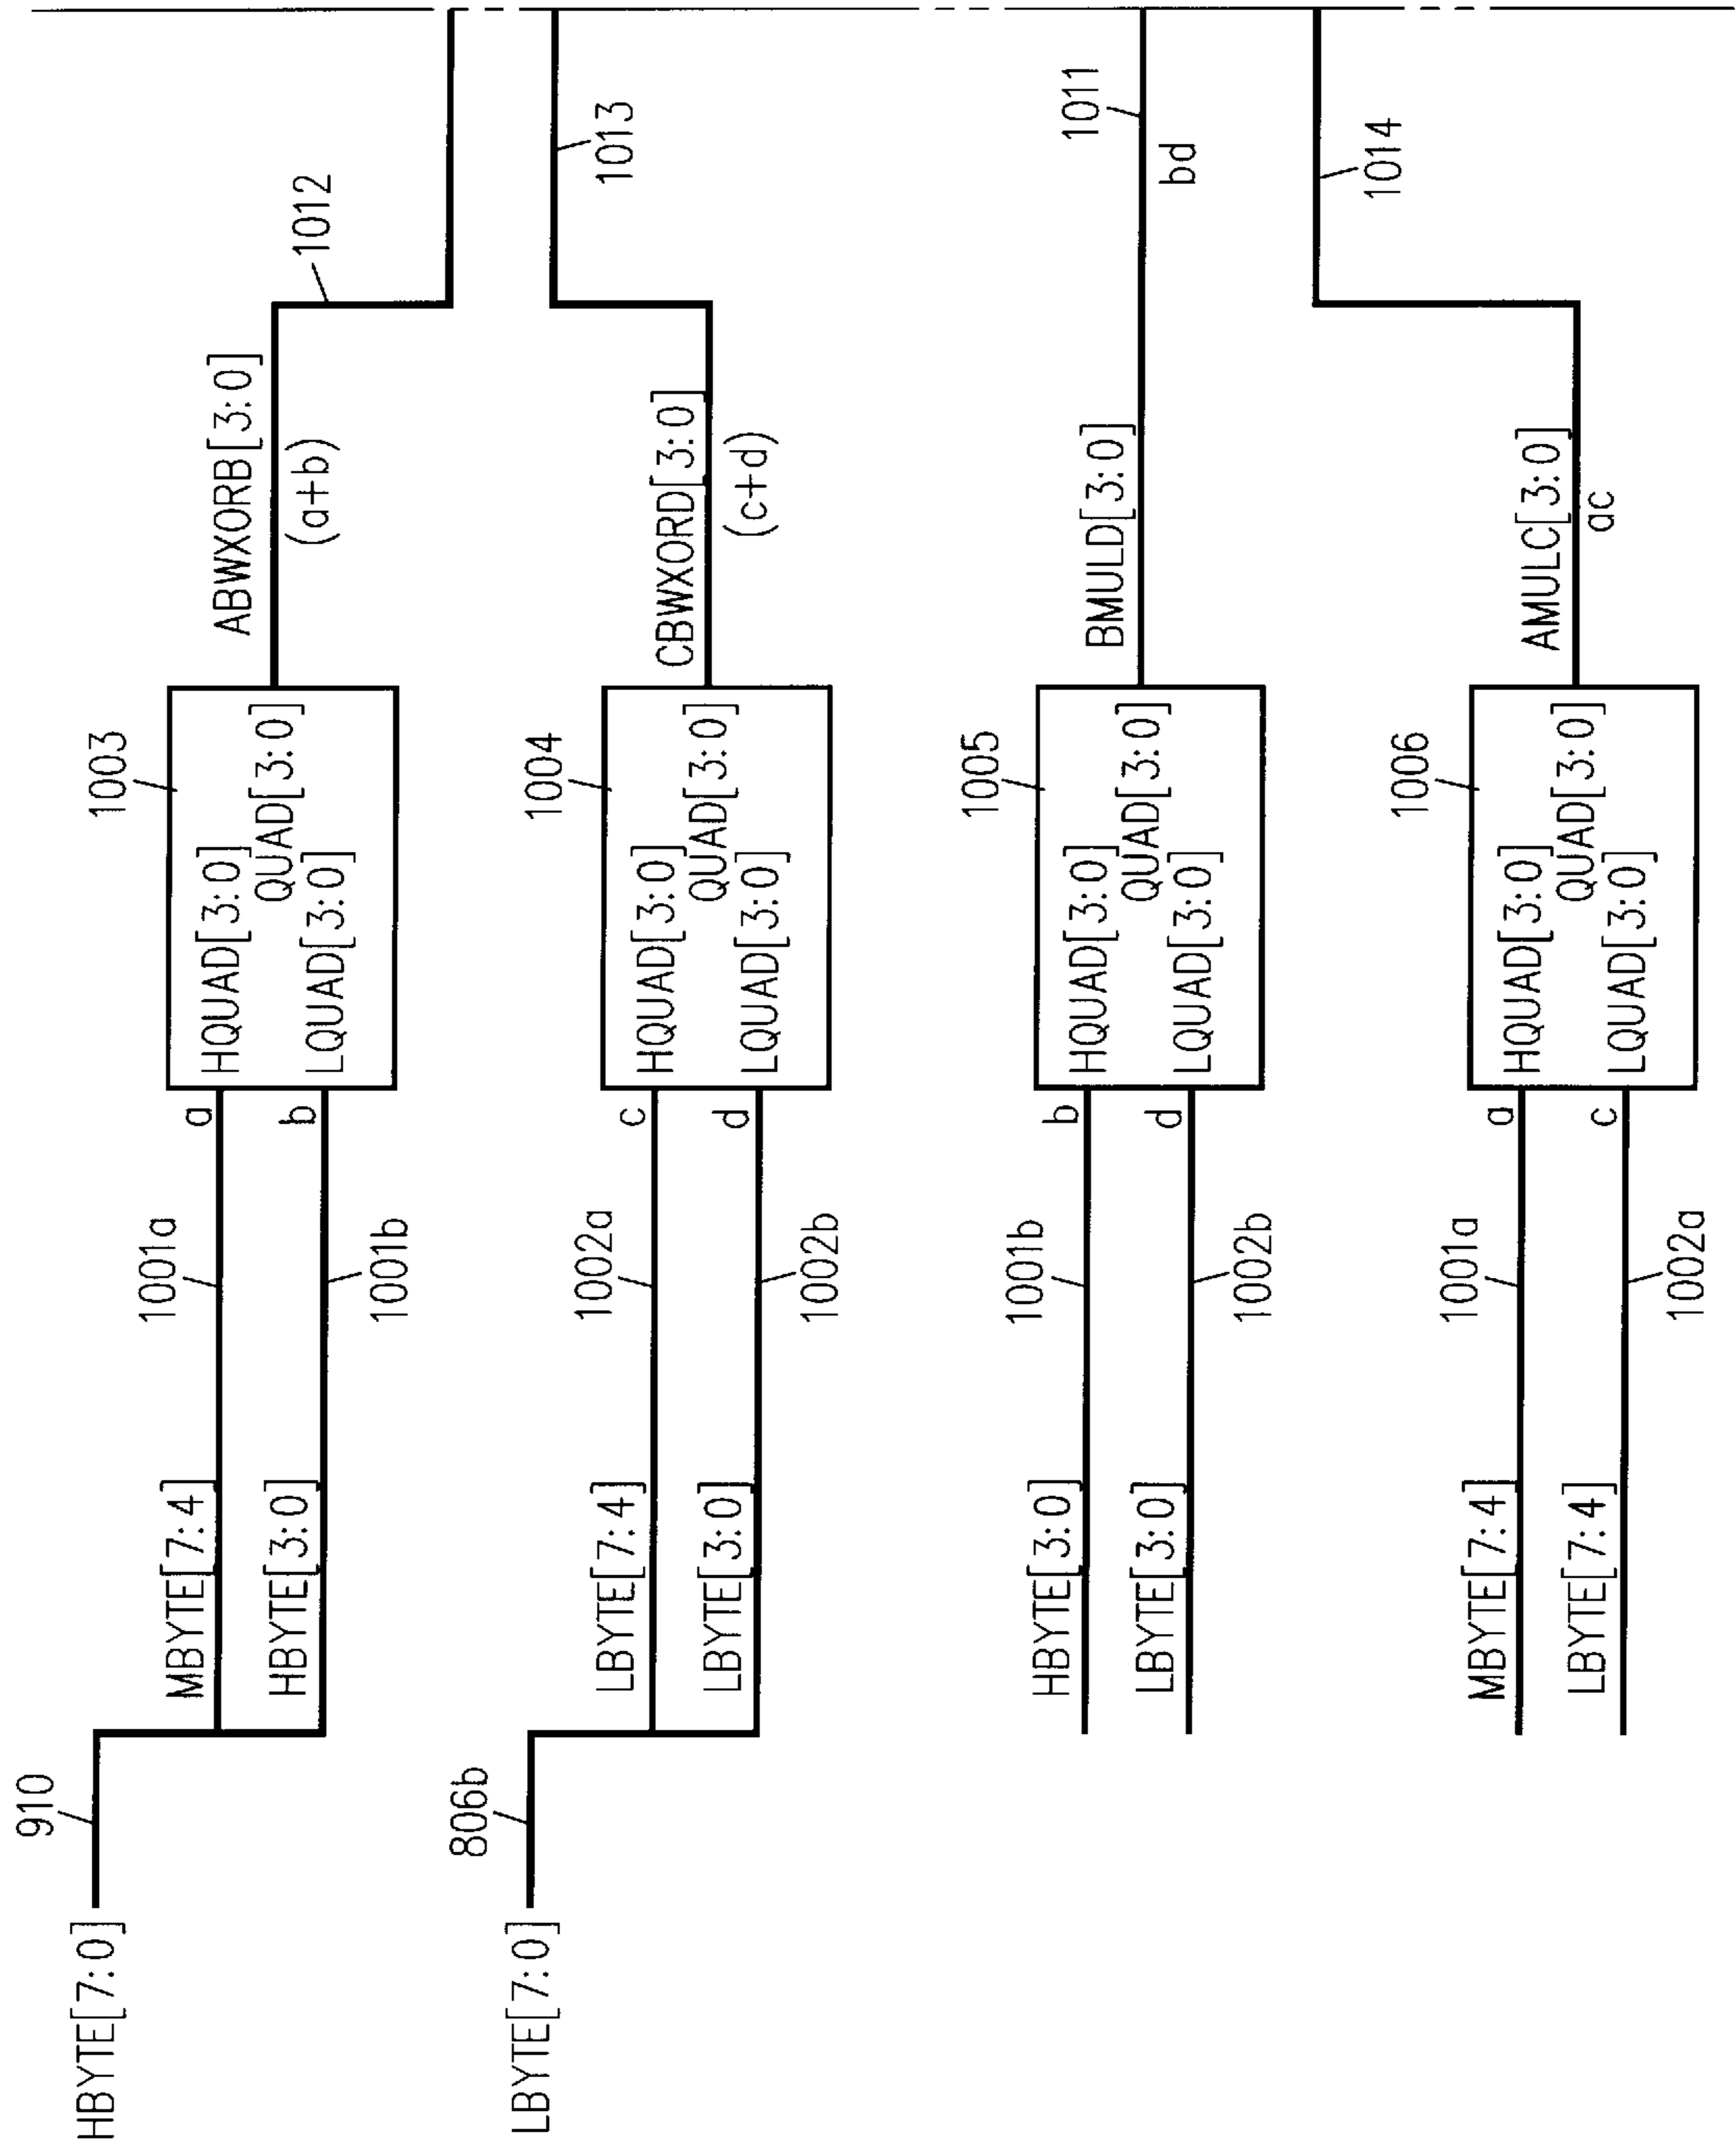 HBYTE[7:0]
910
MBYTE[7:4]
1001a
a
HBYTE[3:0]
1001b
b
1003
HQUAD[3:0]
QUAD[3:0]
LQUAD[3:0]
ABWXORB[3:0]
(a+b)
1012
LBYTE[7:0]
806b
LBYTE[7:4]
1002a
c
LBYTE[3:0]
1002b
d
1004
HQUAD[3:0]
QUAD[3:0]
LQUAD[3:0]
CBWXORD[3:0]
(c+d)
1013
HBYTE[3:0]
1001b
b
LBYTE[3:0]
1002b
d
1005
HQUAD[3:0]
QUAD[3:0]
LQUAD[3:0]
BMULD[3:0]
bd
1011
MBYTE[7:4]
1001a
a
LBYTE[7:4]
1002a
c
1006
HQUAD[3:0]
QUAD[3:0]
LQUAD[3:0]
AMULC[3:0]
ac
1014